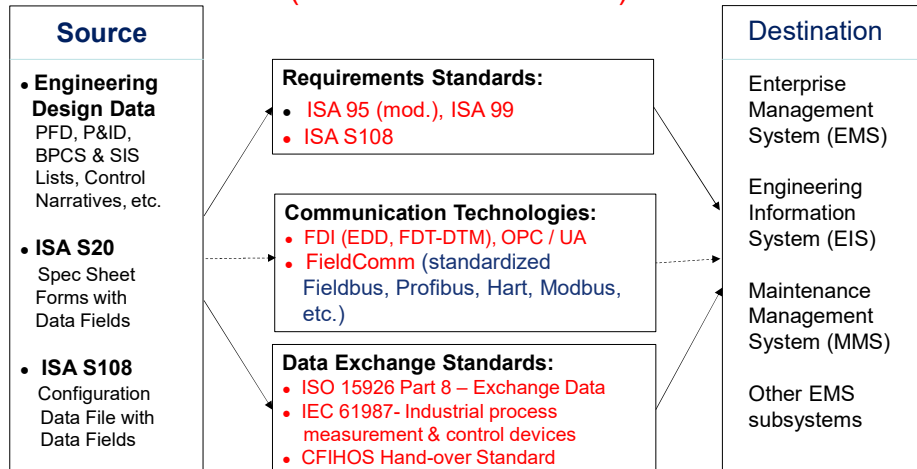 Source
• Engineering
Design Data
PFD, P&ID,
BPCS & SIS
Lists, Control
Narratives, etc.
• ISA S20
Spec Sheet
Forms with
Data Fields
• ISA S108
Configuration
Data File with
Data Fields
Requirements Standards:
• ISA 95 (mod.), ISA 99
• ISA S108
Communication Technologies:
• FDI (EDD, FDT-DTM), OPC / UA
• FieldComm (standardized
Fieldbus, Profibus, Hart, Modbus,
etc.)
Data Exchange Standards:
• ISO 15926 Part 8 – Exchange Data
• IEC 61987- Industrial process
measurement & control devices
• CFIHOS Hand-over Standard
Destination
Enterprise
Management
System (EMS)
Engineering
Information
System (EIS)
Maintenance
Management
System (MMS)
Other EMS
subsystems